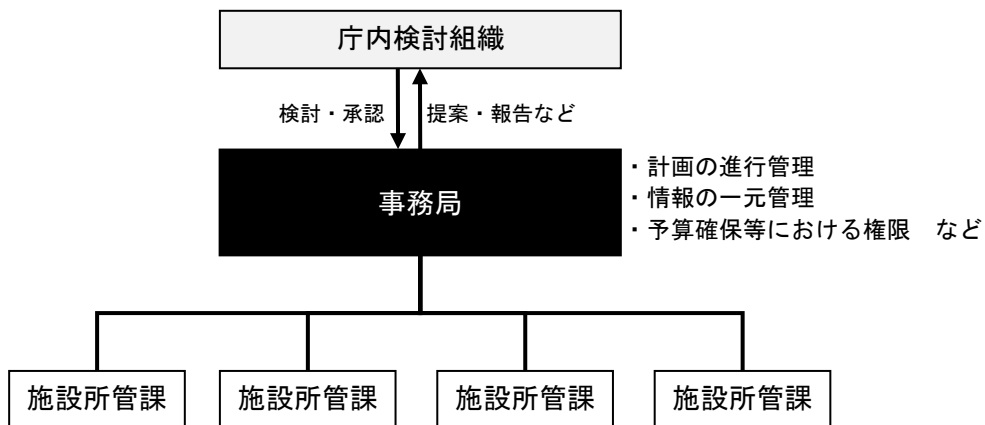 庁内検討組織
検討・承認
提案・報告など
事務局
・計画の進行管理
・情報の一元管理
・予算確保等における権限　など
施設所管課
施設所管課
施設所管課
施設所管課